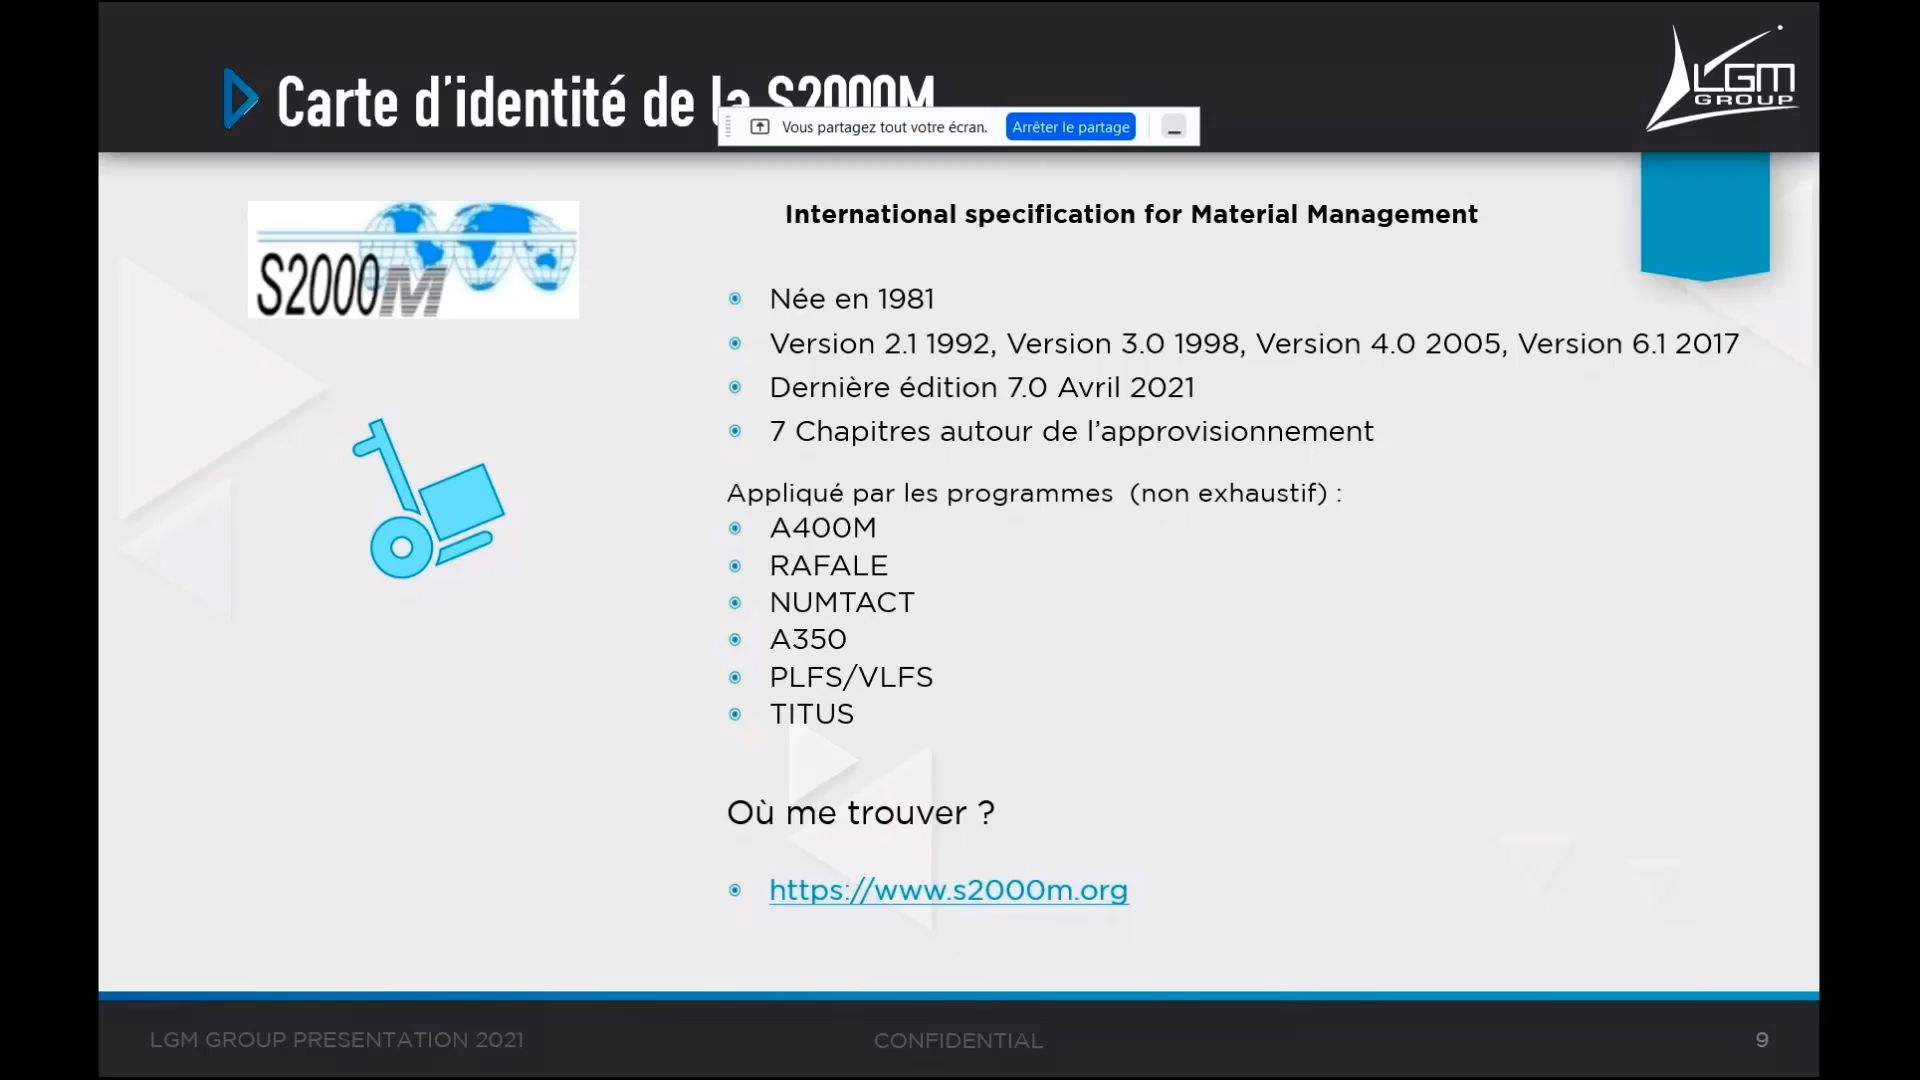 Carte d'identité de la S2000M
Vous partagez tout votre écran.
Arrêter le partage
LGM
GROUP
S2000M
International specification for Material Management
Née en 1981
Version 2.1 1992, Version 3.0 1998, Version 4.0 2005, Version 6.1 2017
Dernière édition 7.0 Avril 2021
7 Chapitres autour de l'approvisionnement
Appliqué par les programmes (non exhaustif) :
A400M
RAFALE
NUMTACT
A350
PLFS/VLFS
TITUS
Où me trouver ?
https://www.s2000m.org
LGM GROUP PRESENTATION 2021
CONFIDENTIAL
9